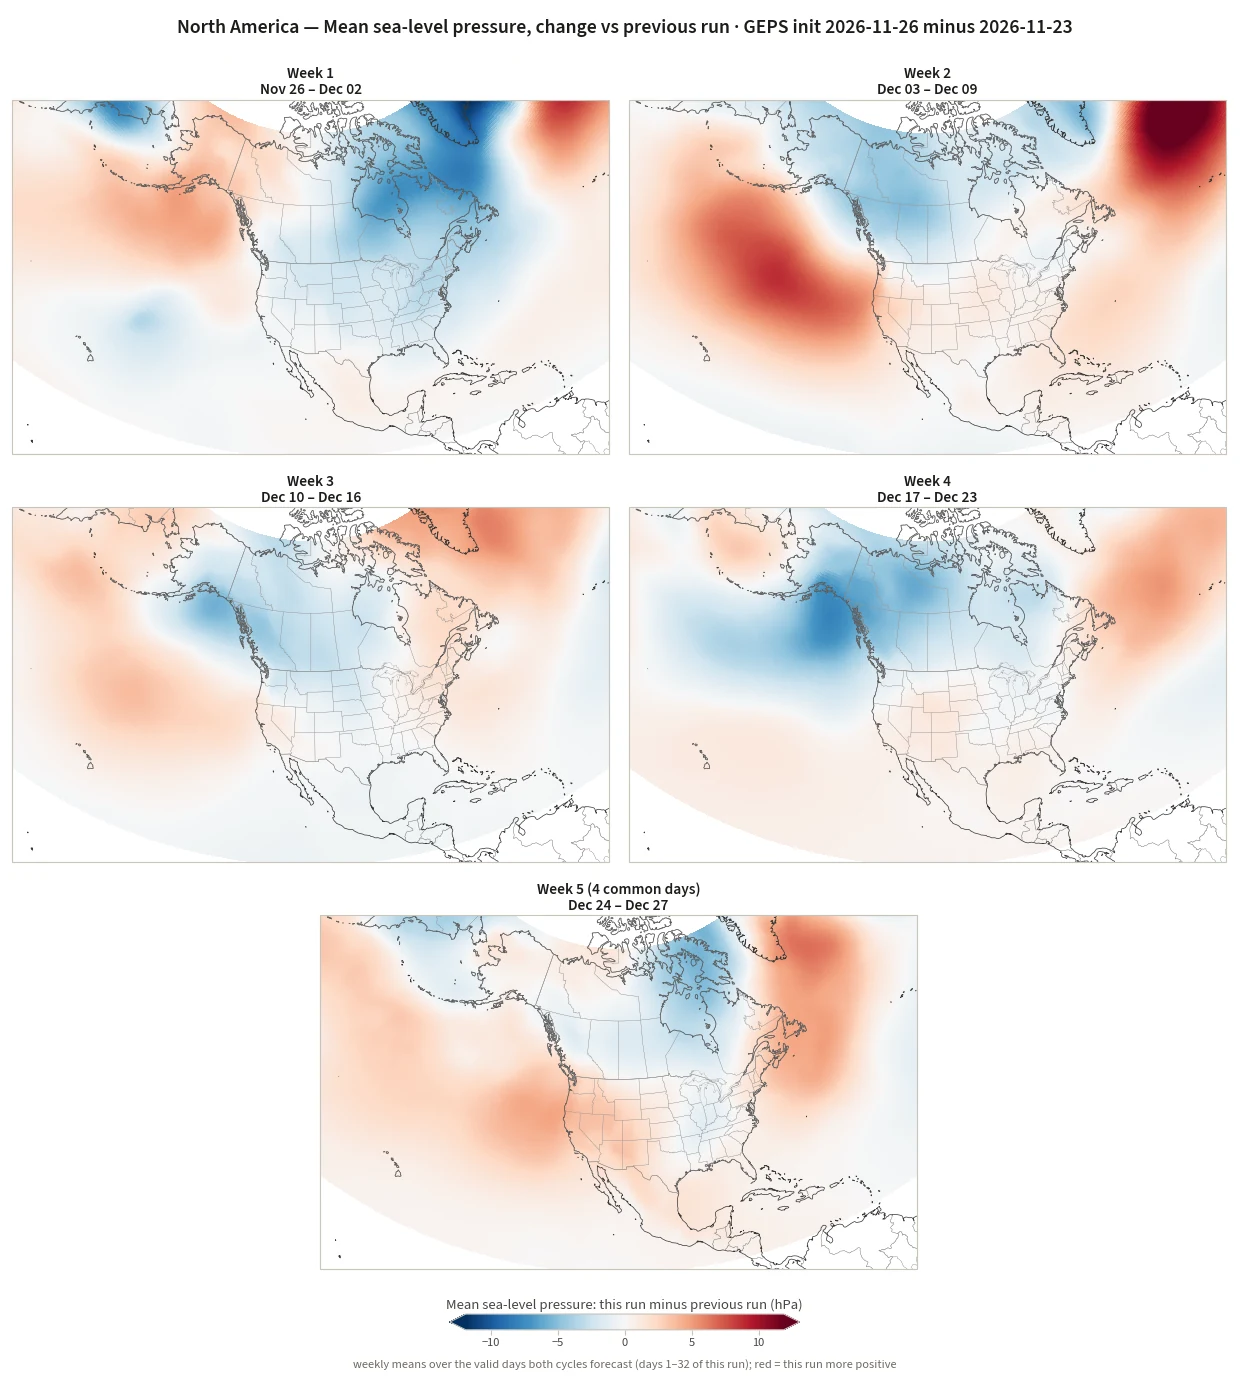 North America — Mean sea-level pressure, change vs previous run · GEPS init 2026-11-26 minus 2026-11-23
Week 1
Nov 26 – Dec 02
Week 2
Dec 03 – Dec 09
Week 3
Dec 10 – Dec 16
Week 4
Dec 17 – Dec 23
Week 5 (4 common days)
Dec 24 – Dec 27
Mean sea-level pressure: this run minus previous run (hPa)
−10 −5 0 5 10
weekly means over the valid days both cycles forecast (days 1–32 of this run); red = this run more positive